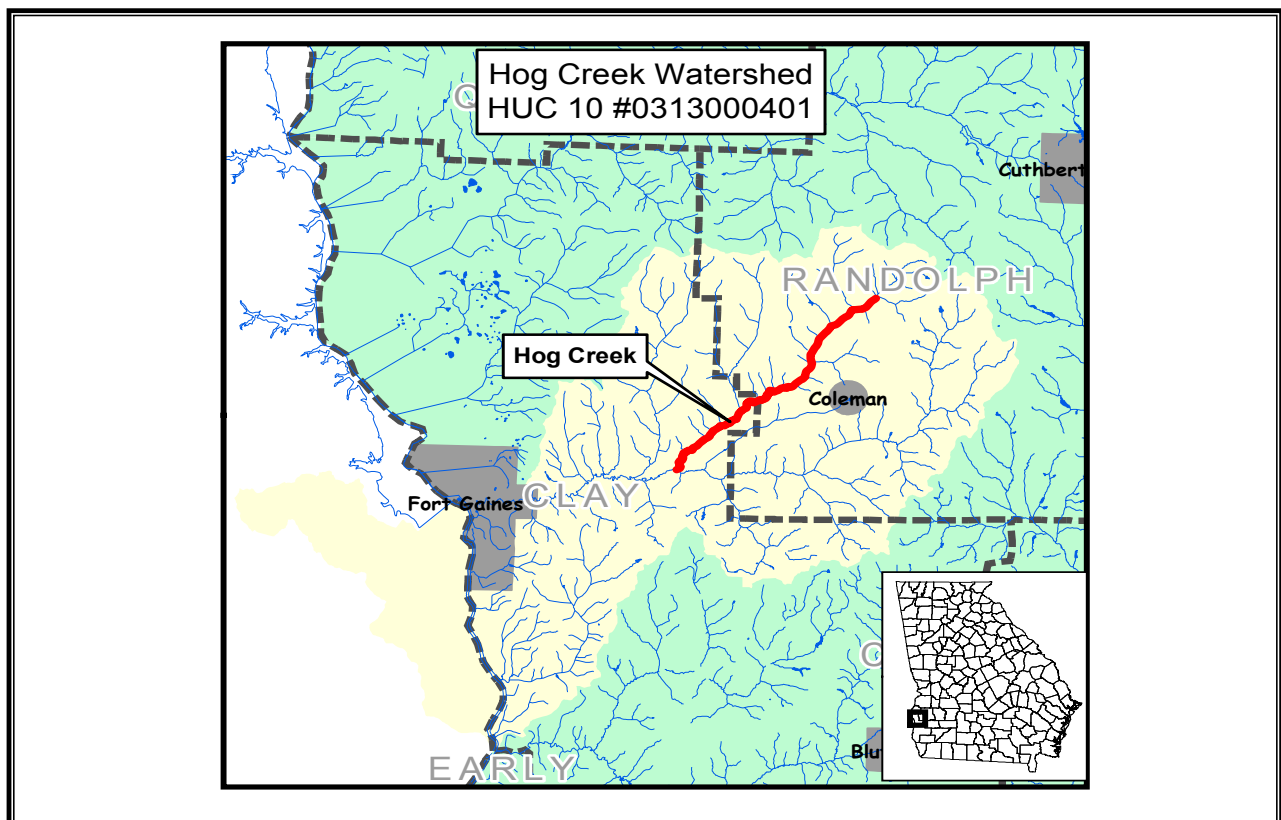 Hog Creek Watershed
HUC 10 #0313000401
Cuthbert
RANDOLPH
Hog Creek
Coleman
CLAY
Fort Gaines
EARLY